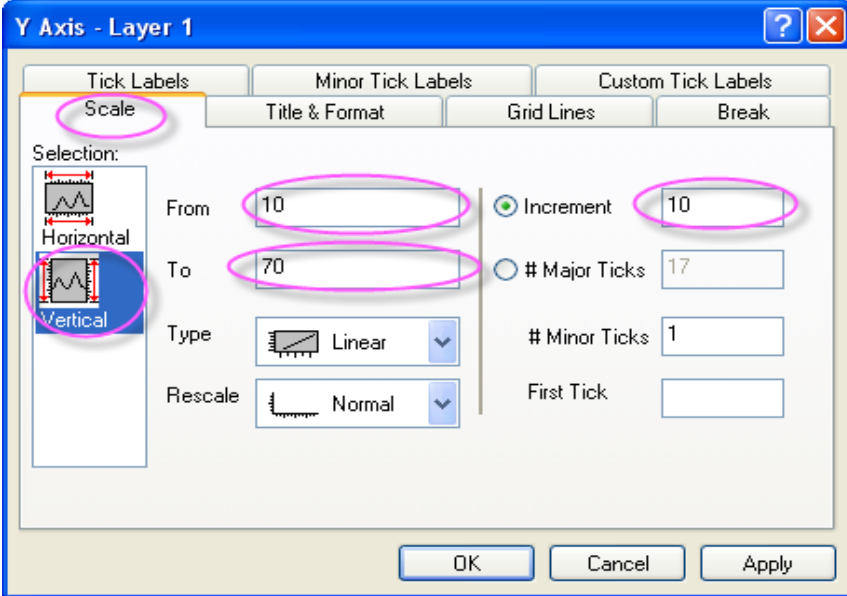 Y Axis - Layer 1
?
Tick Labels Minor Tick Labels Custom Tick Labels
Scale Title & Format Grid Lines Break
Selection:
Horizontal
Vertical
From 10
To 70
Type Linear
Rescale Normal
Increment 10
# Major Ticks 17
# Minor Ticks 1
First Tick
OK Cancel Apply